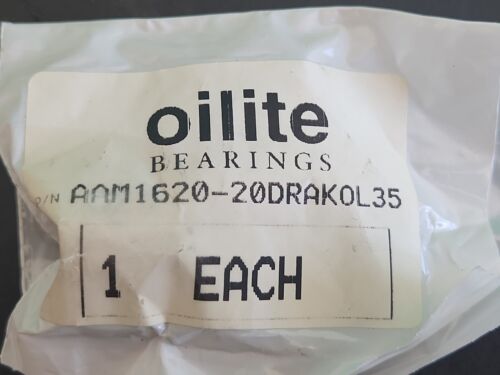 oilite
BEARINGS
P/N AAM1620-20DRAKOL35
1 EACH